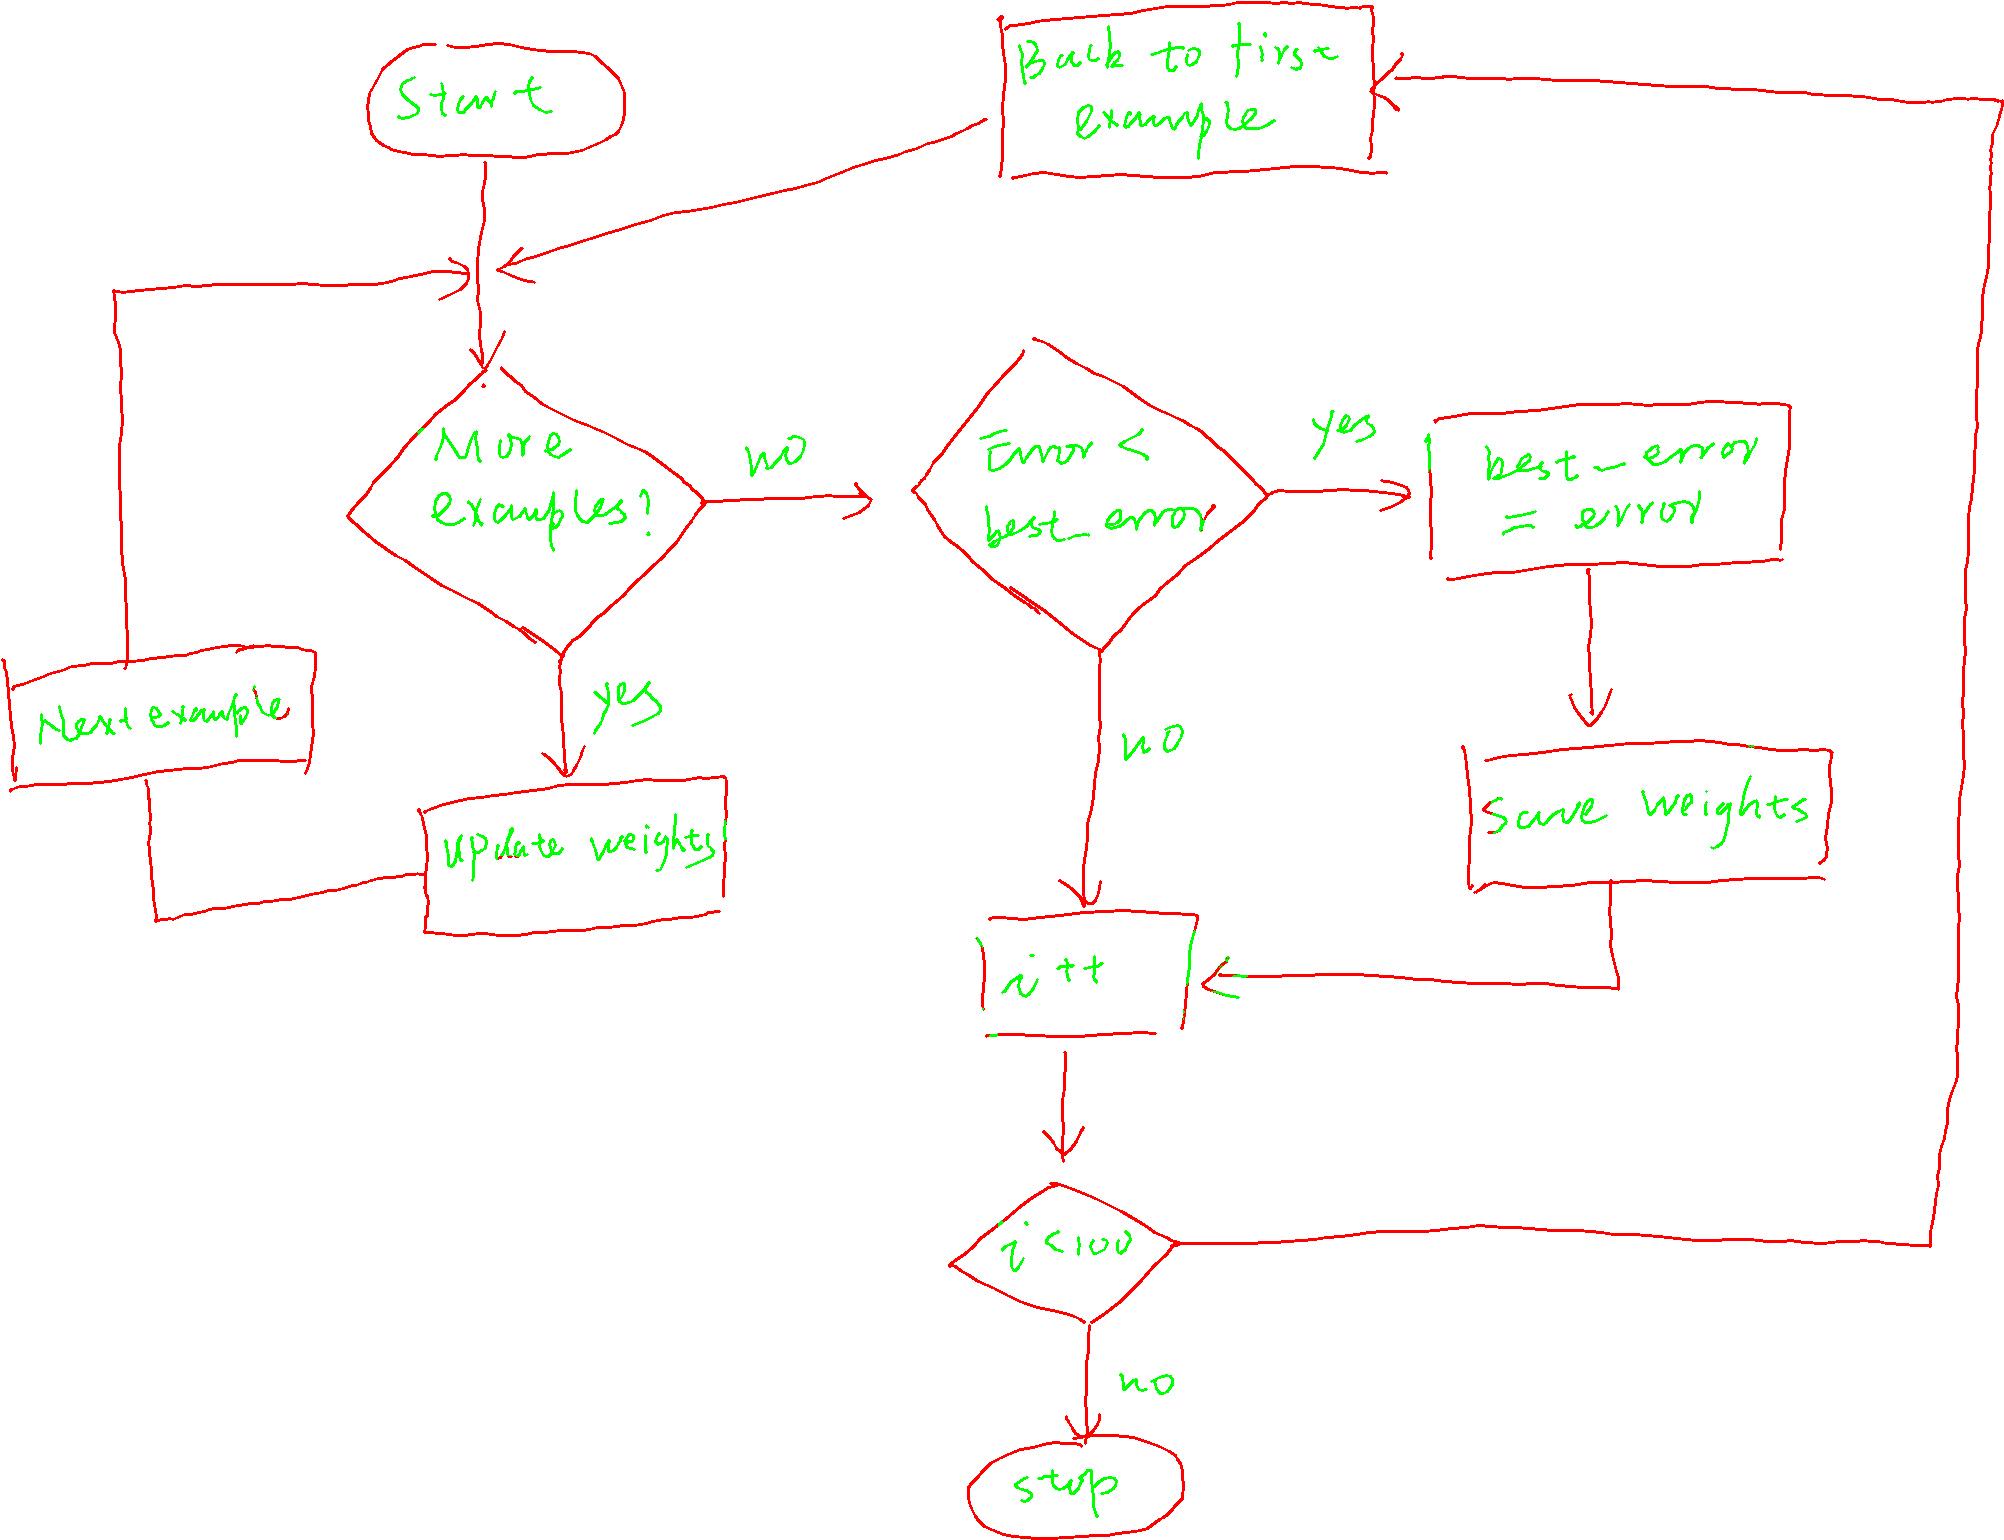 Start
Back to first
example
More
examples?
no
Error <
best_error
yes
best_error
= error
Next example
yes
update weights
no
Save weights
i++
i<100
no
stop